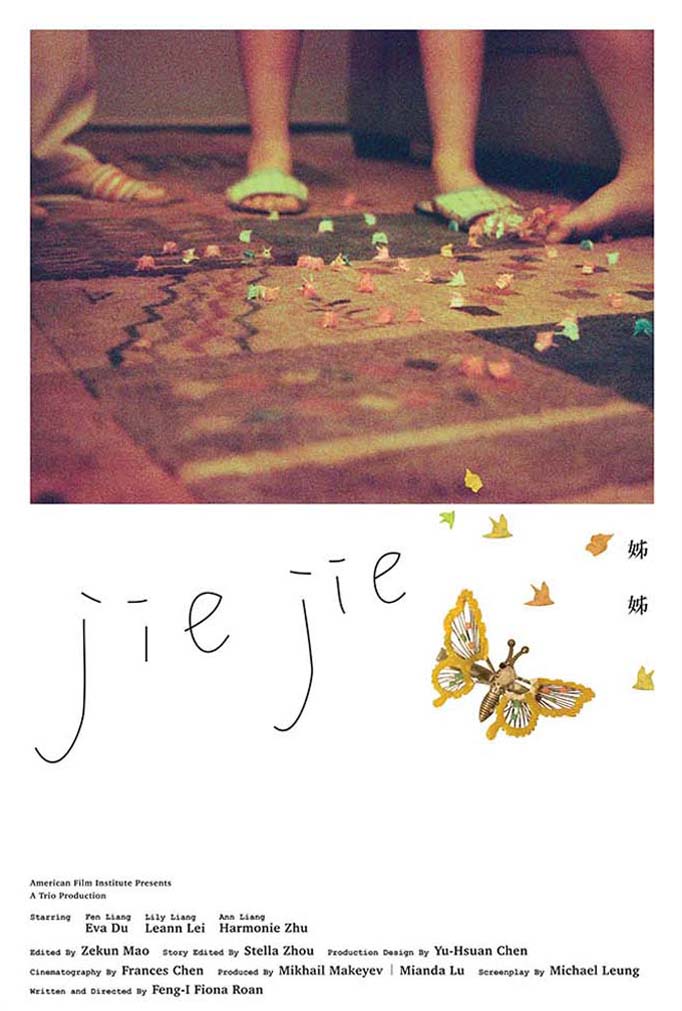 jie jie
姊
姊
American Film Institute Presents
A Trio Production
Starring Fen Liang Lily Liang Ann Liang
Eva Du Leann Lei Harmonie Zhu
Edited By Zekun Mao Story Edited By Stella Zhou Production Design By Yu-Hsuan Chen
Cinematography By Frances Chen Produced By Mikhail Makeyev | Mianda Lu Screenplay By Michael Leung
Written and Directed By Feng-I Fiona Roan